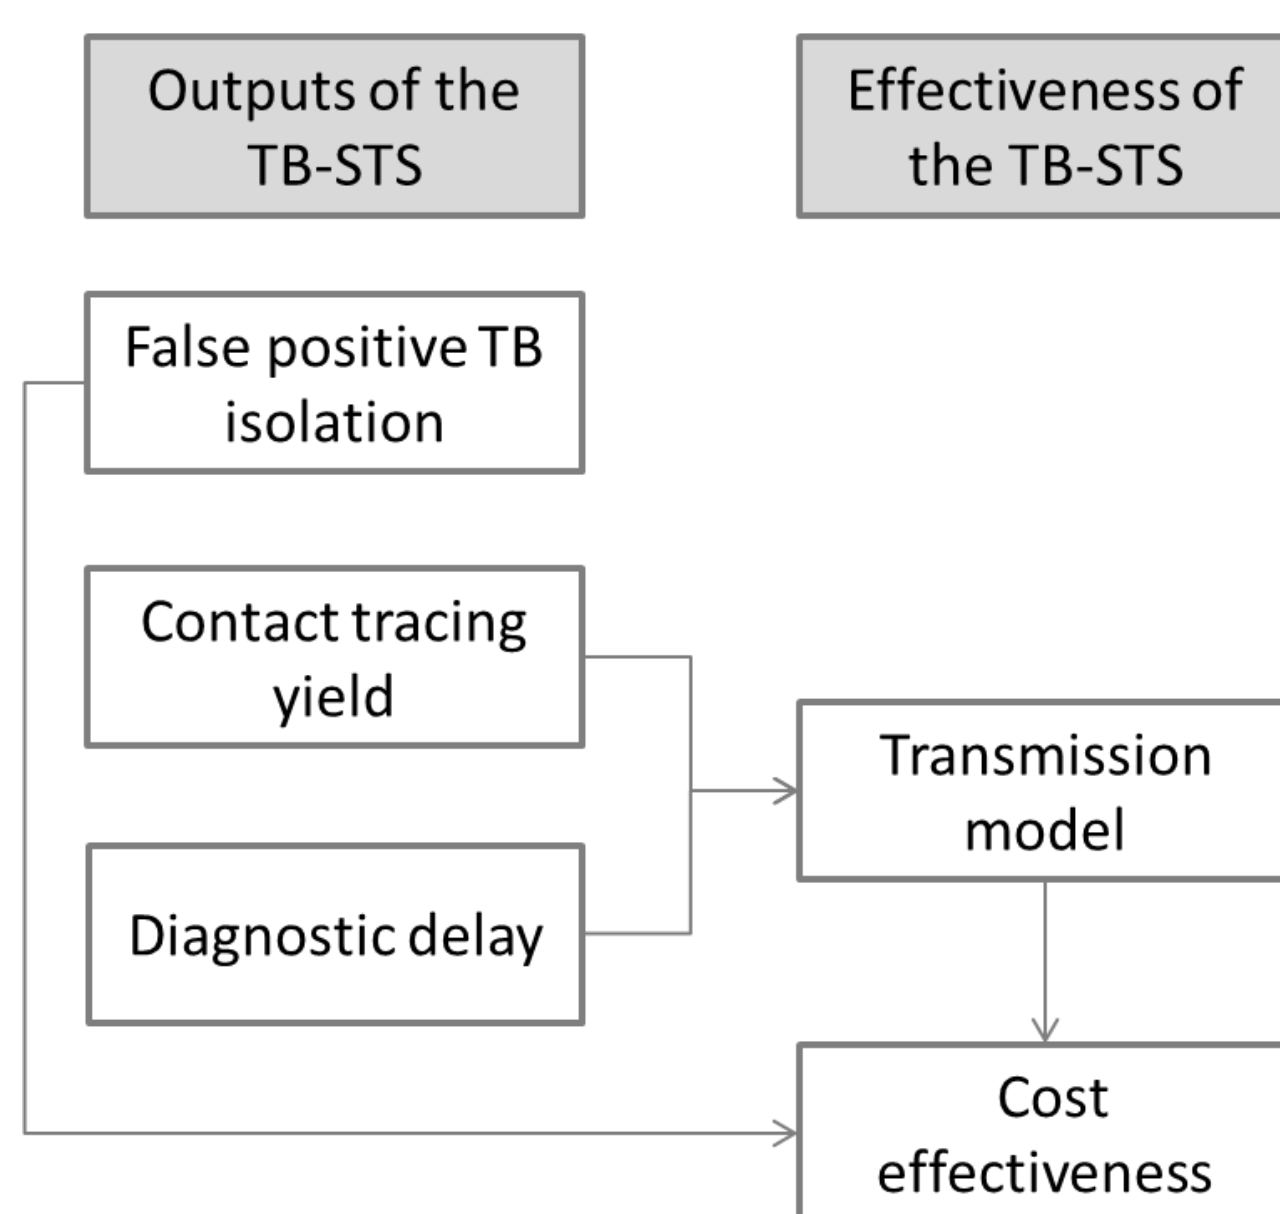 Outputs of the
TB-STS
Effectiveness of
the TB-STS
False positive TB
isolation
Contact tracing
yield
Diagnostic delay
Transmission
model
Cost
effectiveness